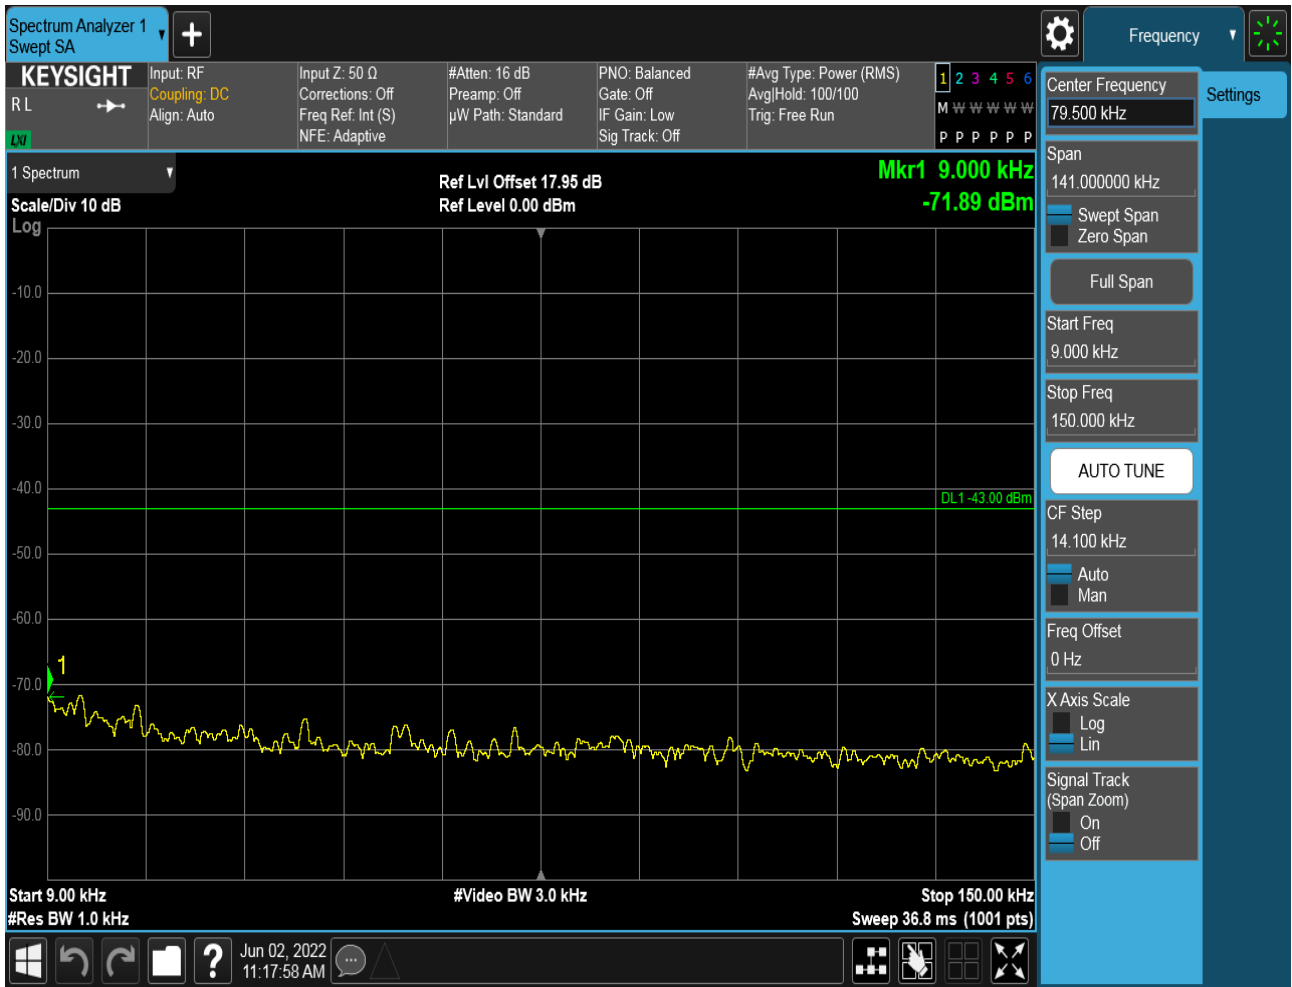 Spectrum Analyzer 1
Swept SA
Frequency
KEYSIGHT
R L
LXI
Input: RF
Coupling: DC
Align: Auto
Input Z: 50 Ω
Corrections: Off
Freq Ref: Int (S)
NFE: Adaptive
#Atten: 16 dB
Preamp: Off
µW Path: Standard
PNO: Balanced
Gate: Off
IF Gain: Low
Sig Track: Off
#Avg Type: Power (RMS)
Avg|Hold: 100/100
Trig: Free Run
1 2 3 4 5 6
M W W W W W
P P P P P P
1 Spectrum
Scale/Div 10 dB
Log
Ref Lvl Offset 17.95 dB
Ref Level 0.00 dBm
Mkr1 9.000 kHz
-71.89 dBm
-10.0
-20.0
-30.0
-40.0
DL1 -43.00 dBm
-50.0
-60.0
1
-70.0
-80.0
-90.0
Start 9.00 kHz
#Video BW 3.0 kHz
Stop 150.00 kHz
#Res BW 1.0 kHz
Sweep 36.8 ms (1001 pts)
Jun 02, 2022
11:17:58 AM
Center Frequency
79.500 kHz
Settings
Span
141.000000 kHz
Swept Span
Zero Span
Full Span
Start Freq
9.000 kHz
Stop Freq
150.000 kHz
AUTO TUNE
CF Step
14.100 kHz
Auto
Man
Freq Offset
0 Hz
X Axis Scale
Log
Lin
Signal Track
(Span Zoom)
On
Off